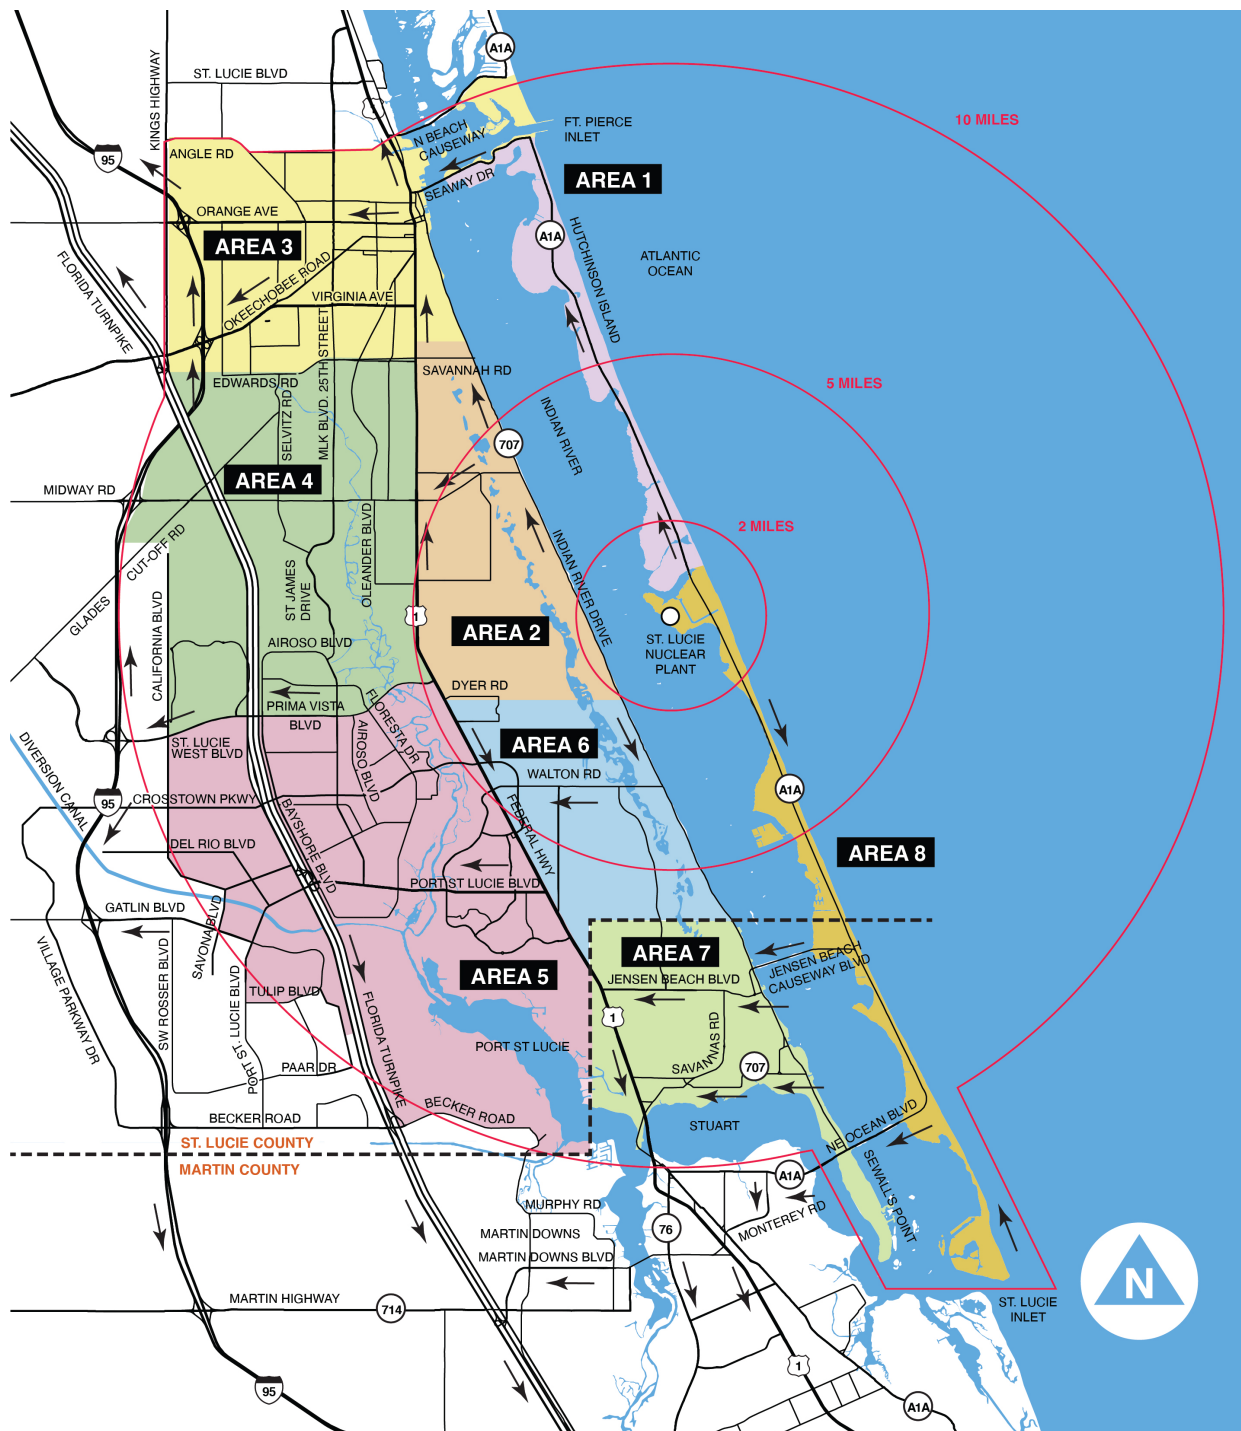 A1A
ST. LUCIE BLVD
KINGS HIGHWAY
10 MILES
FT. PIERCE
INLET
N BEACH
CAUSEWAY
95
ANGLE RD
1
SEAWAY DR
AREA 1
ORANGE AVE
AREA 3
A1A
HUTCHINSON ISLAND
ATLANTIC
OCEAN
FLORIDA TURNPIKE
OKEECHOBEE ROAD
VIRGINIA AVE
MLK BLVD. 25TH STREET
SAVANNAH RD
EDWARDS RD
5 MILES
SELVITZ RD
INDIAN RIVER
707
AREA 4
MIDWAY RD
OLEANDER BLVD
2 MILES
CUT-OFF RD
GLADES
INDIAN RIVER DRIVE
ST JAMES
DRIVE
CALIFORNIA BLVD
1
AREA 2
ST. LUCIE
NUCLEAR
PLANT
AIROSO BLVD
DYER RD
PRIMA VISTA
BLVD
FLORESTA DR
AIROSO BLVD
ST. LUCIE
WEST BLVD
AREA 6
WALTON RD
DIVERSION CANAL
95
CROSSTOWN PKWY
BAYSHORE BLVD
FEDERAL HWY
A1A
DEL RIO BLVD
AREA 8
PORT ST LUCIE BLVD
GATLIN BLVD
SAVONA BLVD
VILLAGE PARKWAY DR
SW ROSSER BLVD
PORT ST. LUCIE BLVD
AREA 7
JENSEN BEACH
CAUSEWAY BLVD
AREA 5
JENSEN BEACH BLVD
TULIP BLVD
FLORIDA TURNPIKE
1
SAVANNAS RD
PORT ST LUCIE
707
PAAR DR
BECKER ROAD
BECKER ROAD
STUART
NE OCEAN BLVD
ST. LUCIE COUNTY
MARTIN COUNTY
A1A
SEWALL'S POINT
MURPHY RD
76
MONTEREY RD
MARTIN DOWNS
MARTIN DOWNS BLVD
N
MARTIN HIGHWAY
714
ST. LUCIE
INLET
1
95
A1A